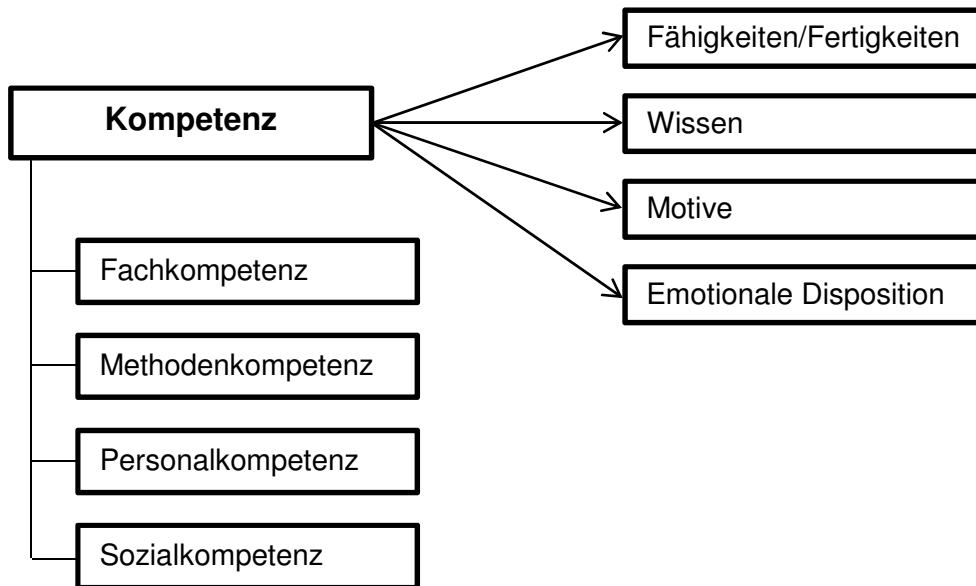 Kompetenz
Fachkompetenz
Methodenkompetenz
Personalkompetenz
Sozialkompetenz
Fähigkeiten/Fertigkeiten
Wissen
Motive
Emotionale Disposition